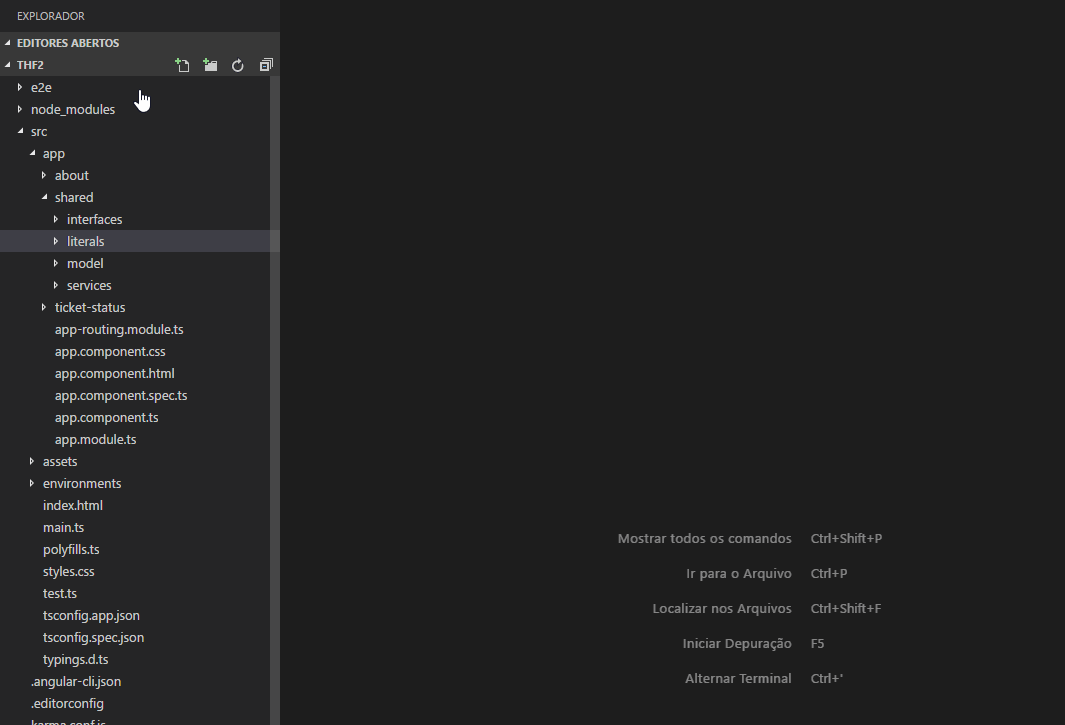 EXPLORADOR
EDITORES ABERTOS
THF2
e2e
node_modules
src
app
about
shared
interfaces
literals
model
services
ticket-status
app-routing.module.ts
app.component.css
app.component.html
app.component.spec.ts
app.component.ts
app.module.ts
assets
environments
index.html
main.ts
polyfills.ts
styles.css
test.ts
tsconfig.app.json
tsconfig.spec.json
typings.d.ts
.angular-cli.json
.editorconfig
karma.conf.js
Mostrar todos os comandos Ctrl+Shift+P
Ir para o Arquivo Ctrl+P
Localizar nos Arquivos Ctrl+Shift+F
Iniciar Depuração F5
Alternar Terminal Ctrl+'